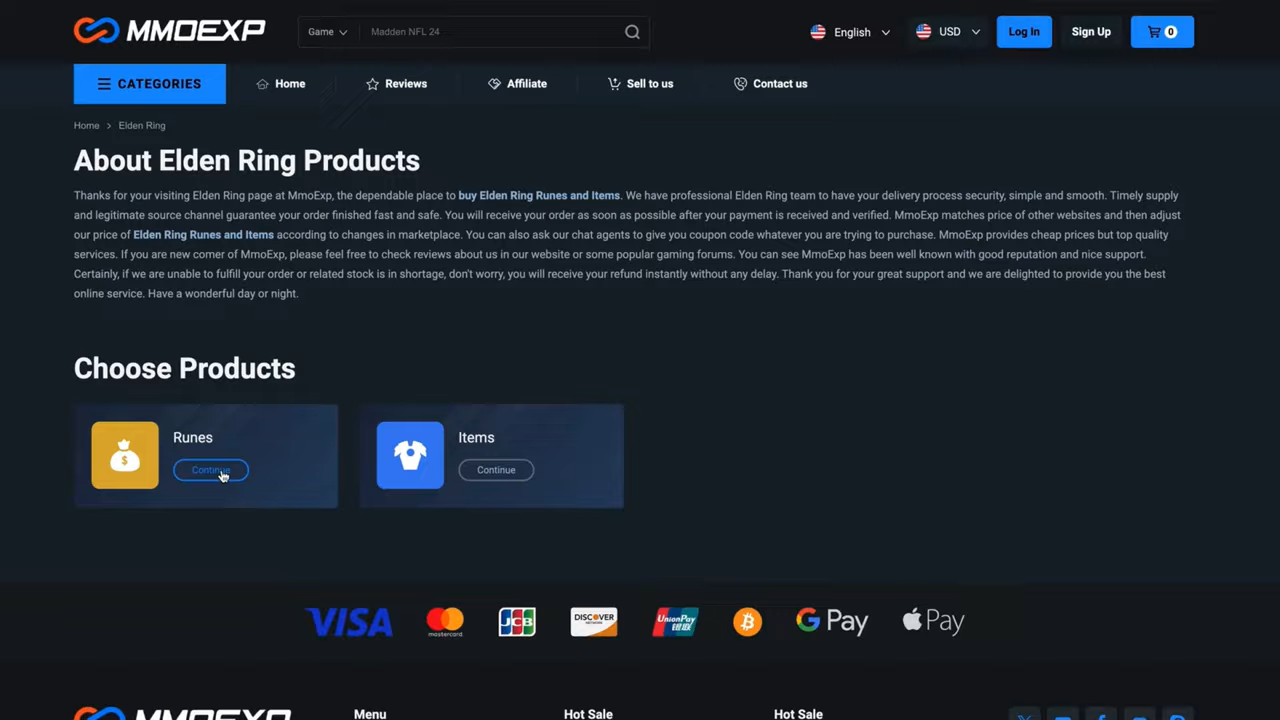 MMOEXP
Game
Madden NFL 24
English
USD
Log In
Sign Up
0
CATEGORIES
Home
Reviews
Affiliate
Sell to us
Contact us
Home > Elden Ring
About Elden Ring Products
Thanks for your visiting Elden Ring page at MmoExp, the dependable place to buy Elden Ring Runes and Items. We have professional Elden Ring team to have your delivery process security, simple and smooth. Timely supply
and legitimate source channel guarantee your order finished fast and safe. You will receive your order as soon as possible after your payment is received and verified. MmoExp matches price of other websites and then adjust
our price of Elden Ring Runes and Items according to changes in marketplace. You can also ask our chat agents to give you coupon code whatever you are trying to purchase. MmoExp provides cheap prices but top quality
services. If you are new comer of MmoExp, please feel free to check reviews about us in our website or some popular gaming forums. You can see MmoExp has been well known with good reputation and nice support.
Certainly, if we are unable to fulfill your order or related stock is in shortage, don't worry, you will receive your refund instantly without any delay. Thank you for your great support and we are delighted to provide you the best
online service. Have a wonderful day or night.
Choose Products
Runes
Continue
Items
Continue
VISA
mastercard
JCB
DISCOVER
NETWORK
UnionPay
银联
G Pay
Pay
MMOEXP
Menu
Hot Sale
Hot Sale